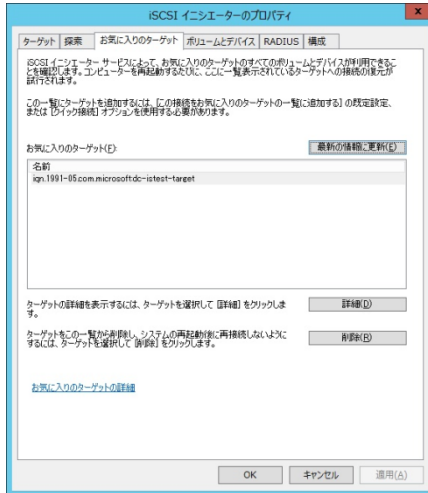 iSCSI イニシエーターのプロパティ
x
ターゲット 探索 お気に入りのターゲット ボリュームとデバイス RADIUS 構成
iSCSI イニシエーター サービスによって、お気に入りのターゲットのすべてのボリュームとデバイスが利用できるこ
とを確認します。コンピューターを再起動するたびに、ここに一覧表示されているターゲットへの接続の復元が
試行されます。
この一覧にターゲットを追加するには、[この接続をお気に入りのターゲットの一覧に追加する] の既定設定、
または [クイック接続] オプションを使用する必要があります。
お気に入りのターゲット(F):
最新の情報に更新(E)
名前
iqn.1991-05.com.microsoft:dc-istest-target
ターゲットの詳細を表示するには、ターゲットを選択して [詳細] をクリックしま
す。
詳細(D)
ターゲットをこの一覧から削除し、システムの再起動後に再接続しないように
するには、ターゲットを選択して [削除] をクリックします。
削除(R)
お気に入りのターゲットの詳細
OK キャンセル 適用(A)